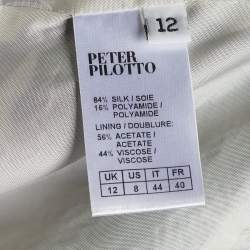 12
PETER
PILOTTO
84% SILK / SOIE
16% POLYAMIDE /
POLYAMIDE
LINING / DOUBLURE:
56% ACETATE /
ACETATE
44% VISCOSE /
VISCOSE
UK US IT FR
12 8 44 40